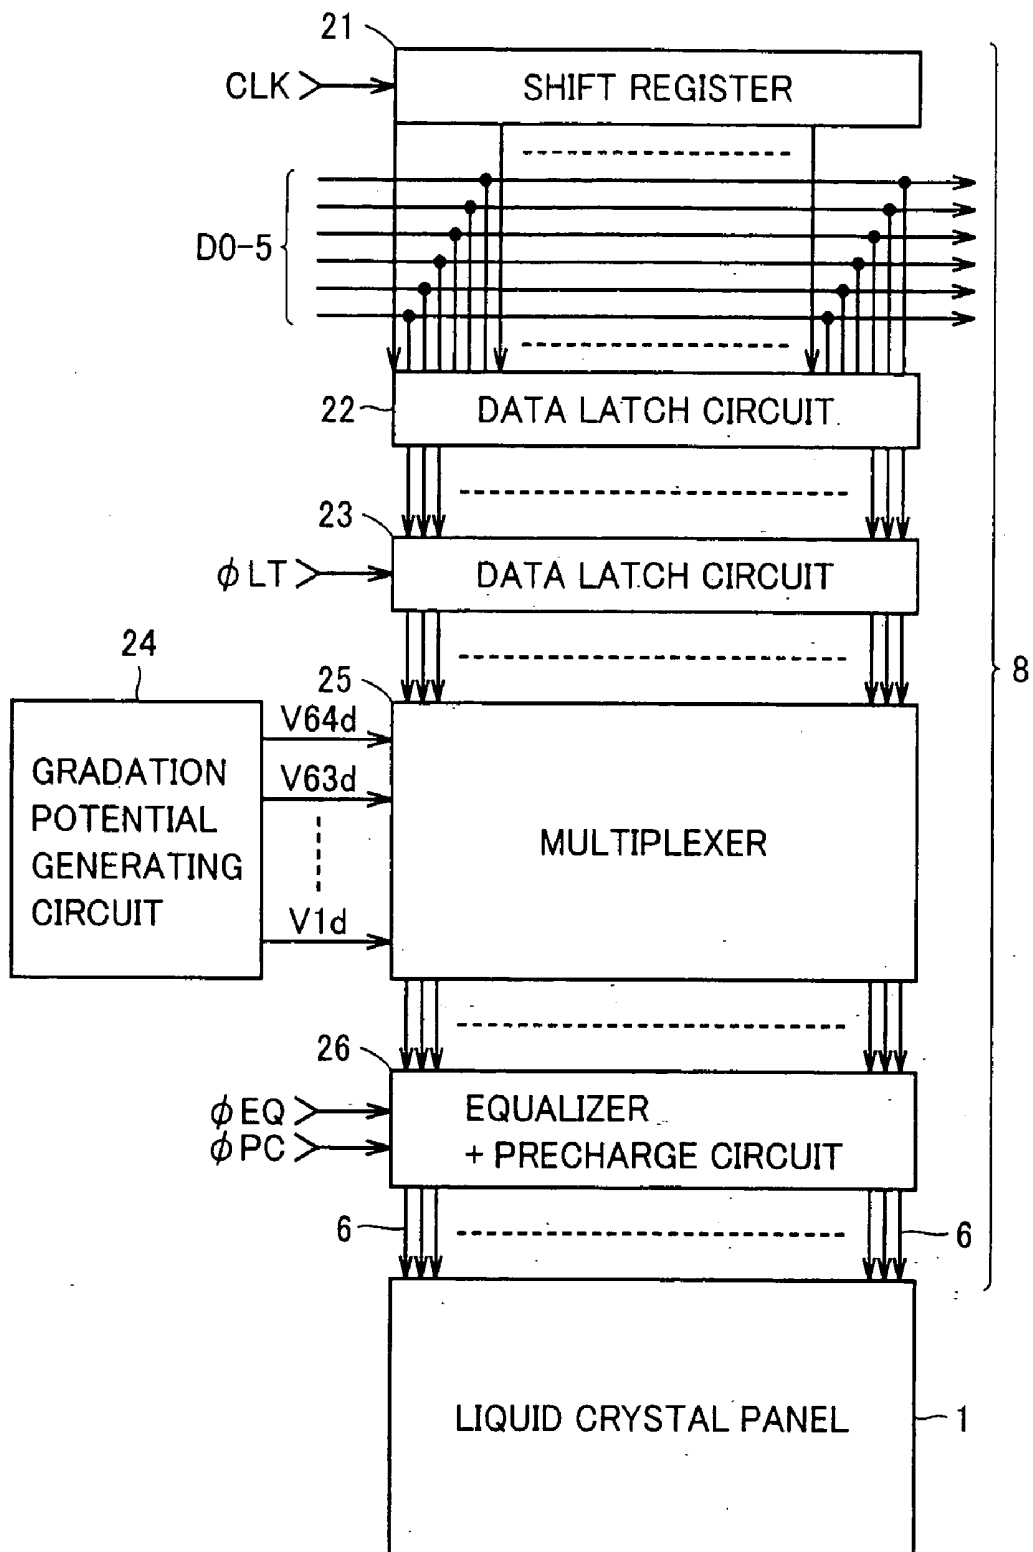 21
CLK
SHIFT REGISTER
D0-5
22
DATA LATCH CIRCUIT
23
ϕLT
DATA LATCH CIRCUIT
8
24
25
GRADATION
POTENTIAL
GENERATING
CIRCUIT
V64d
V63d
V1d
MULTIPLEXER
26
ϕEQ
ϕPC
EQUALIZER
+ PRECHARGE CIRCUIT
6
6
LIQUID CRYSTAL PANEL
1